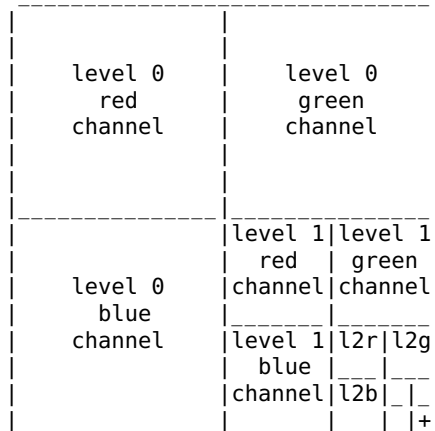 level 0 level 0
red green
channel channel
level 1 level 1
red green
level 0 channel channel
blue
channel level 1 l2r l2g
blue
channel l2b
+